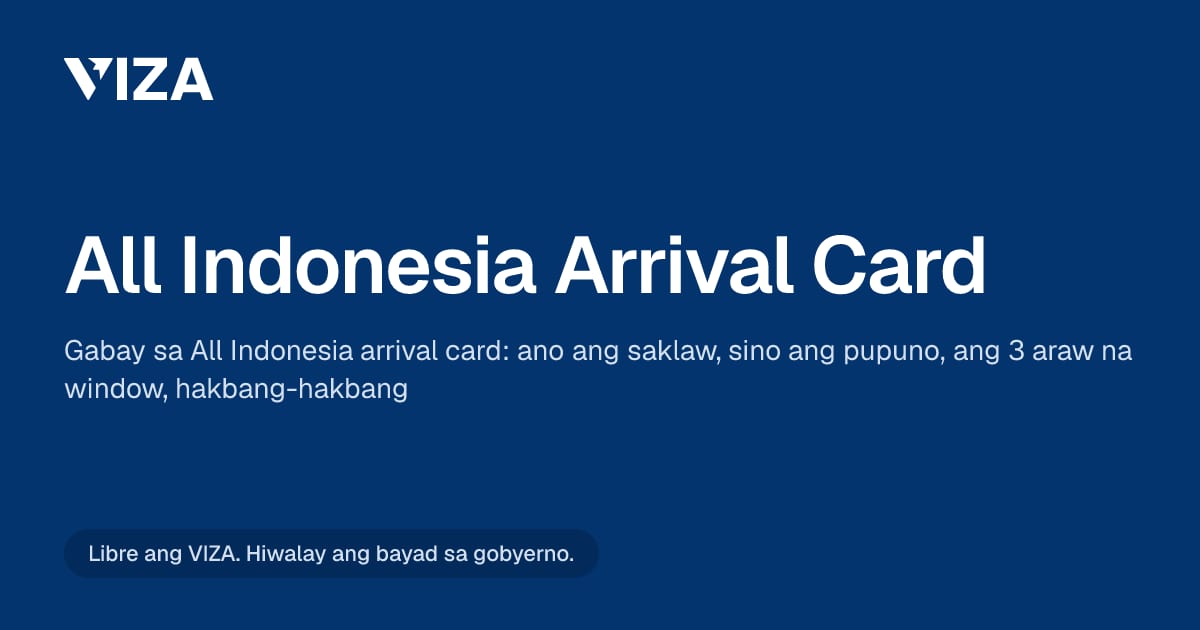 VIZA
All Indonesia Arrival Card
Gabay sa All Indonesia arrival card: ano ang saklaw, sino ang pupuno, ang 3 araw na
window, hakbang-hakbang
Libre ang VIZA. Hiwalay ang bayad sa gobyerno.